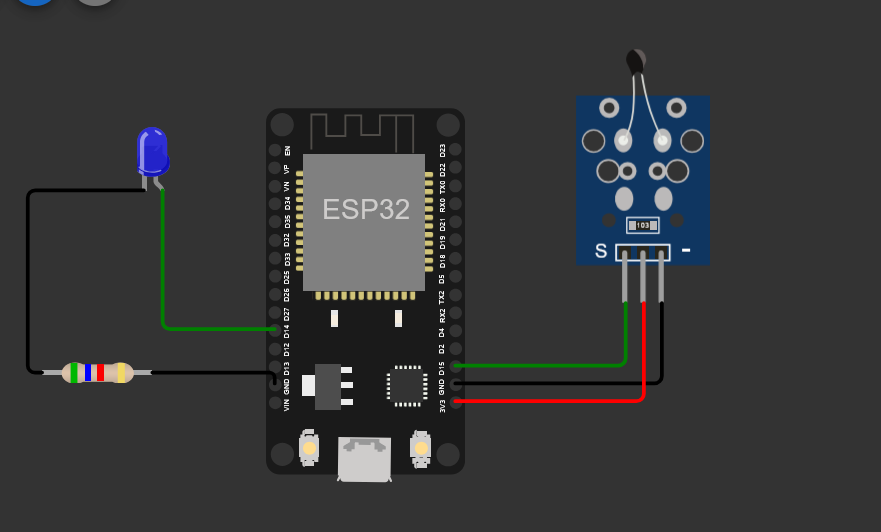 EN
VP
VN
D34
D35
D32
D33
D25
D26
D27
D14
D12
D13
GND
VIN
ESP32
D23
D22
TX0
RX0
D21
D19
D18
D5
TX2
RX2
D4
D2
D15
GND
3V3
103
S -